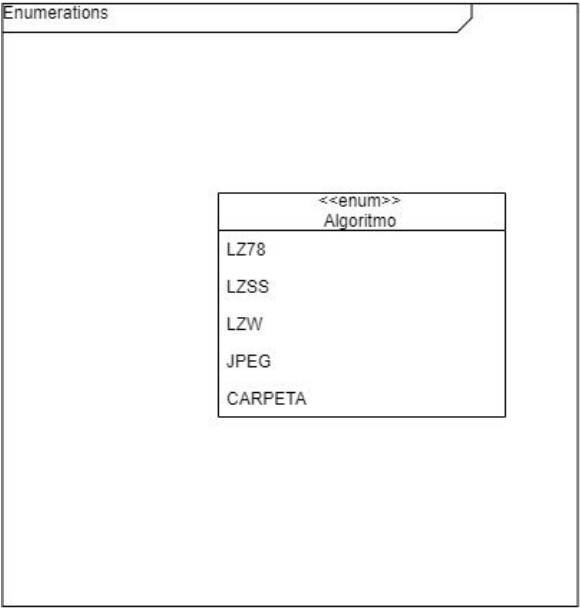 Enumerations
<<enum>>
Algoritmo
LZ78
LZSS
LZW
JPEG
CARPETA